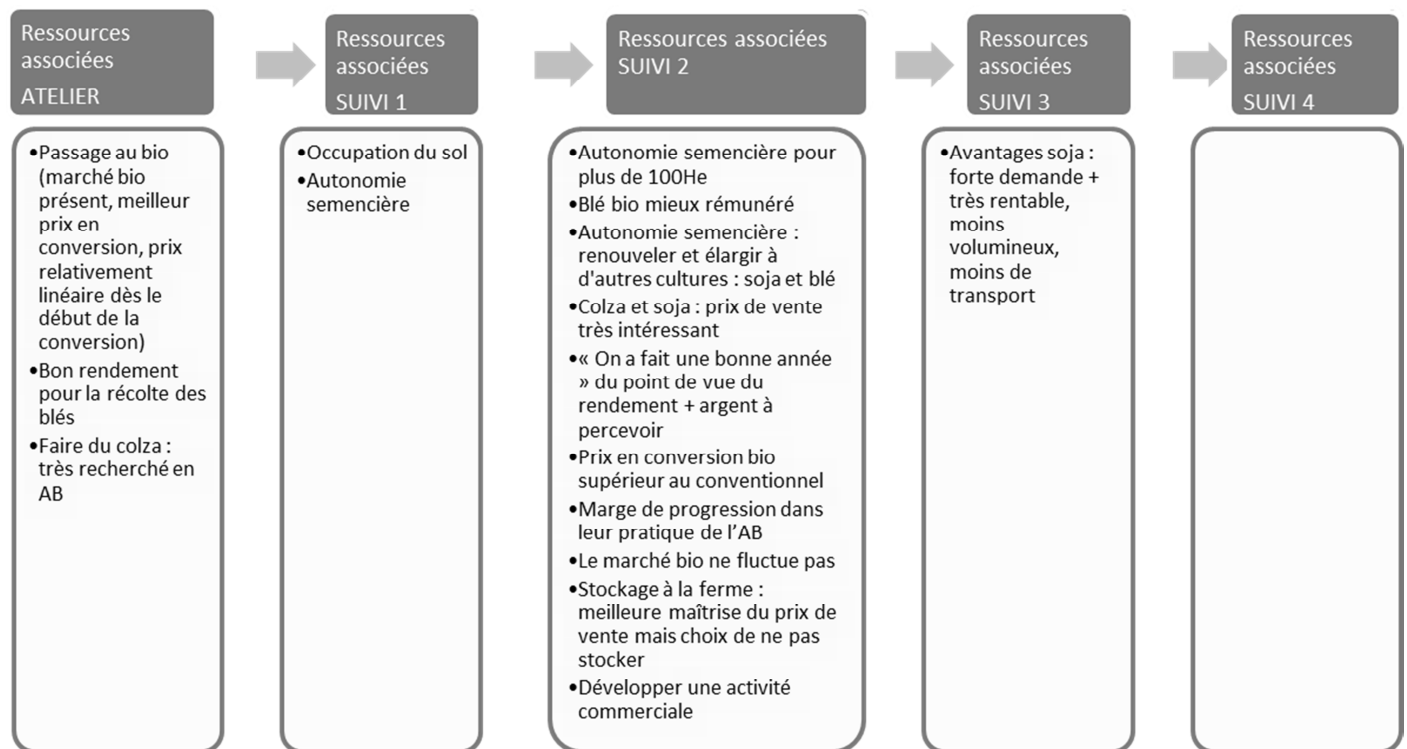 Ressources
associées
ATELIER
•Passage au bio
(marché bio
présent, meilleur
prix en
conversion, prix
relativement
linéaire dès le
début de la
conversion)
•Bon rendement
pour la récolte des
blés
•Faire du colza :
très recherché en
AB
Ressources
associées
SUIVI 1
•Occupation du sol
•Autonomie
semencière
Ressources associées
SUIVI 2
•Autonomie semencière pour
plus de 100He
•Blé bio mieux rémunéré
•Autonomie semencière :
renouveler et élargir à
d'autres cultures : soja et blé
•Colza et soja : prix de vente
très intéressant
•« On a fait une bonne année
» du point de vue du
rendement + argent à
percevoir
•Prix en conversion bio
supérieur au conventionnel
•Marge de progression dans
leur pratique de l’AB
•Le marché bio ne fluctue pas
•Stockage à la ferme :
meilleure maîtrise du prix de
vente mais choix de ne pas
stocker
•Développer une activité
commerciale
Ressources
associées
SUIVI 3
•Avantages soja :
forte demande +
très rentable,
moins
volumineux,
moins de
transport
Ressources
associées
SUIVI 4